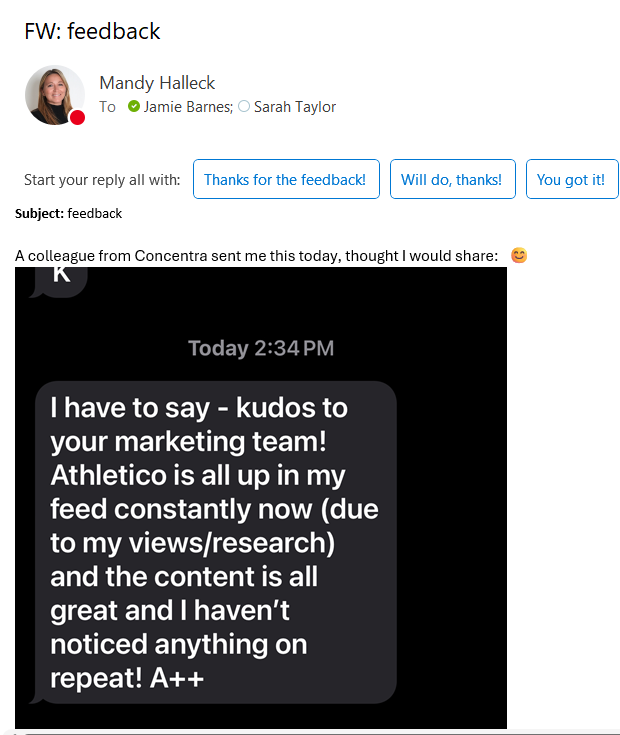 FW: feedback
Mandy Halleck
To Jamie Barnes; Sarah Taylor
Start your reply all with: Thanks for the feedback! Will do, thanks! You got it!
Subject: feedback
A colleague from Concentra sent me this today, thought I would share: 😊
K
Today 2:34 PM
I have to say - kudos to
your marketing team!
Athletico is all up in my
feed constantly now (due
to my views/research)
and the content is all
great and I haven't
noticed anything on
repeat! A++